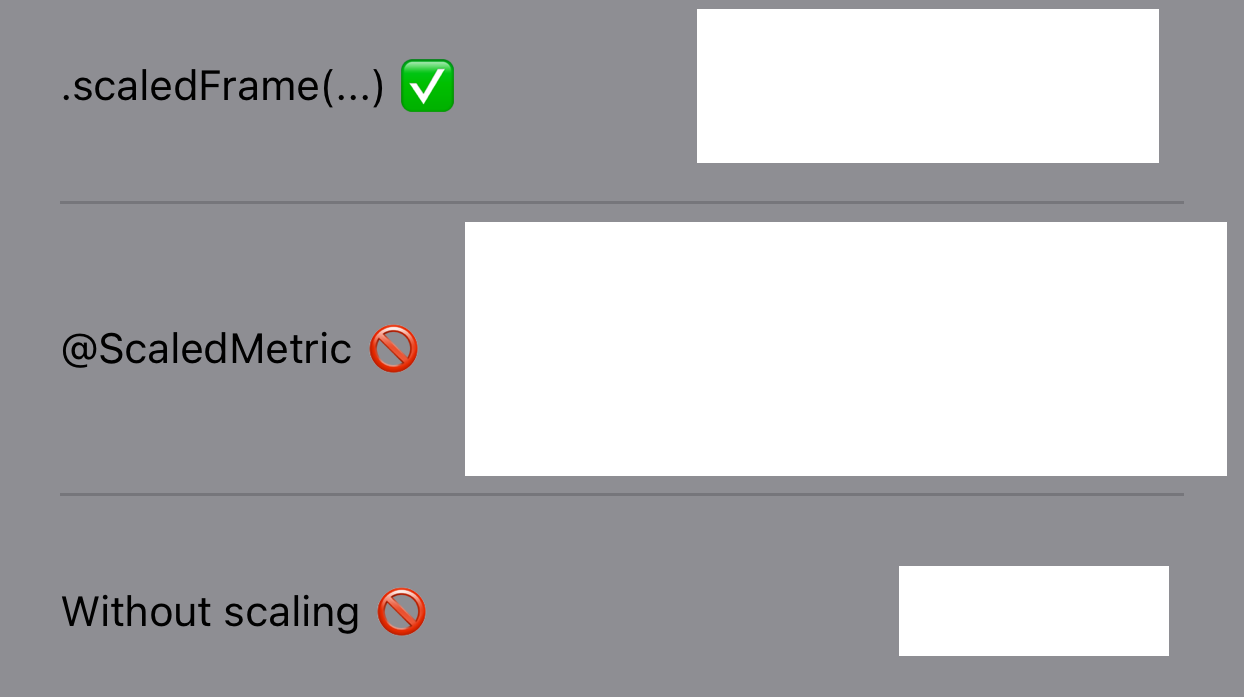 .scaledFrame(...) ✅
@ScaledMetric 🚫
Without scaling 🚫